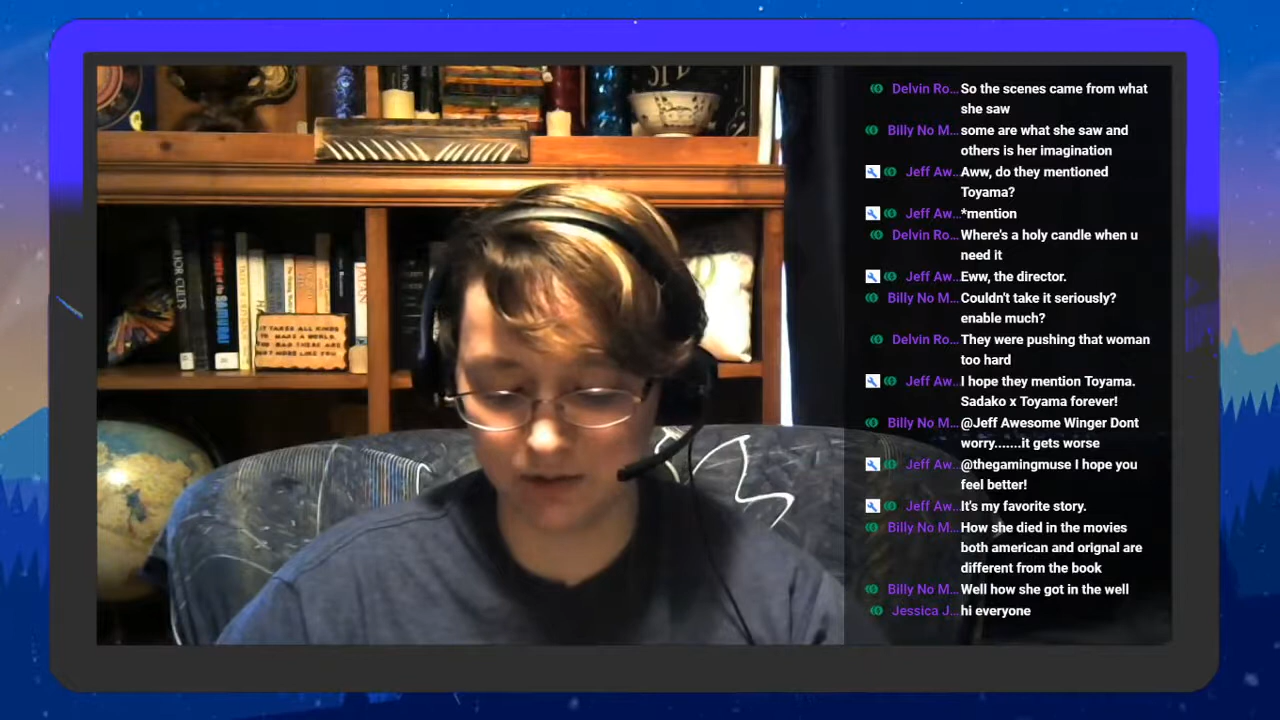 SPE
HOR CULTS
SAMURAI
IT TAKES ALL KINDS
TO MAKE A WORLD.
TOO BAD THERE ARE
NOT MORE LIKE YOU
Delvin Ro... So the scenes came from what
she saw
Billy No M... some are what she saw and
others is her imagination
Jeff Aw... Aww, do they mentioned
Toyama?
Jeff Aw... *mention
Delvin Ro... Where's a holy candle when u
need it
Jeff Aw... Eww, the director.
Billy No M... Couldn't take it seriously?
enable much?
Delvin Ro... They were pushing that woman
too hard
Jeff Aw... I hope they mention Toyama.
Sadako x Toyama forever!
Billy No M... @Jeff Awesome Winger Dont
worry.......it gets worse
Jeff Aw... @thegamingmuse I hope you
feel better!
Jeff Aw... It's my favorite story.
Billy No M... How she died in the movies
both american and orignal are
different from the book
Billy No M... Well how she got in the well
Jessica J... hi everyone